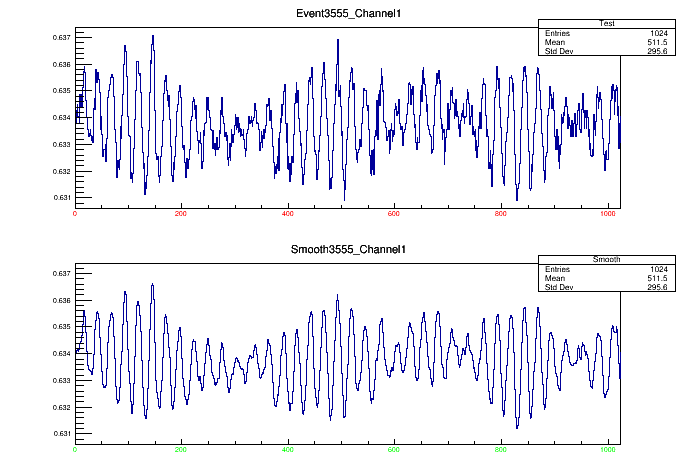 Event3555_Channel1
Test
Entries 1024
Mean 511.5
Std Dev 295.6
0.637
0.636
0.635
0.634
0.633
0.632
0.631
0 200 400 600 800 1000
Smooth3555_Channel1
Smooth
Entries 1024
Mean 511.5
Std Dev 295.6
0.637
0.636
0.635
0.634
0.633
0.632
0.631
0 200 400 600 800 1000